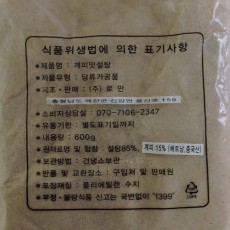 식품위생법에 의한 표기사항
•제품명 : 계피맛설탕
•식품유형 : 당류가공품
•제조·판매 : (주) 로안
•소비자상담실 : 070-7106-2347
•유통기한 : 별도표기일까지
•내용량 : 600g
•원재료명 및 함량 : 설탕85%, 계피 15% (베트남,중국산)
•보관방법 : 건냉소보관
•반품 및 교환장소 : 구입처 및 판매원
•포장재질 : 폴리에틸렌 수지
•부정·불량식품 신고는 국번없이 "1399"